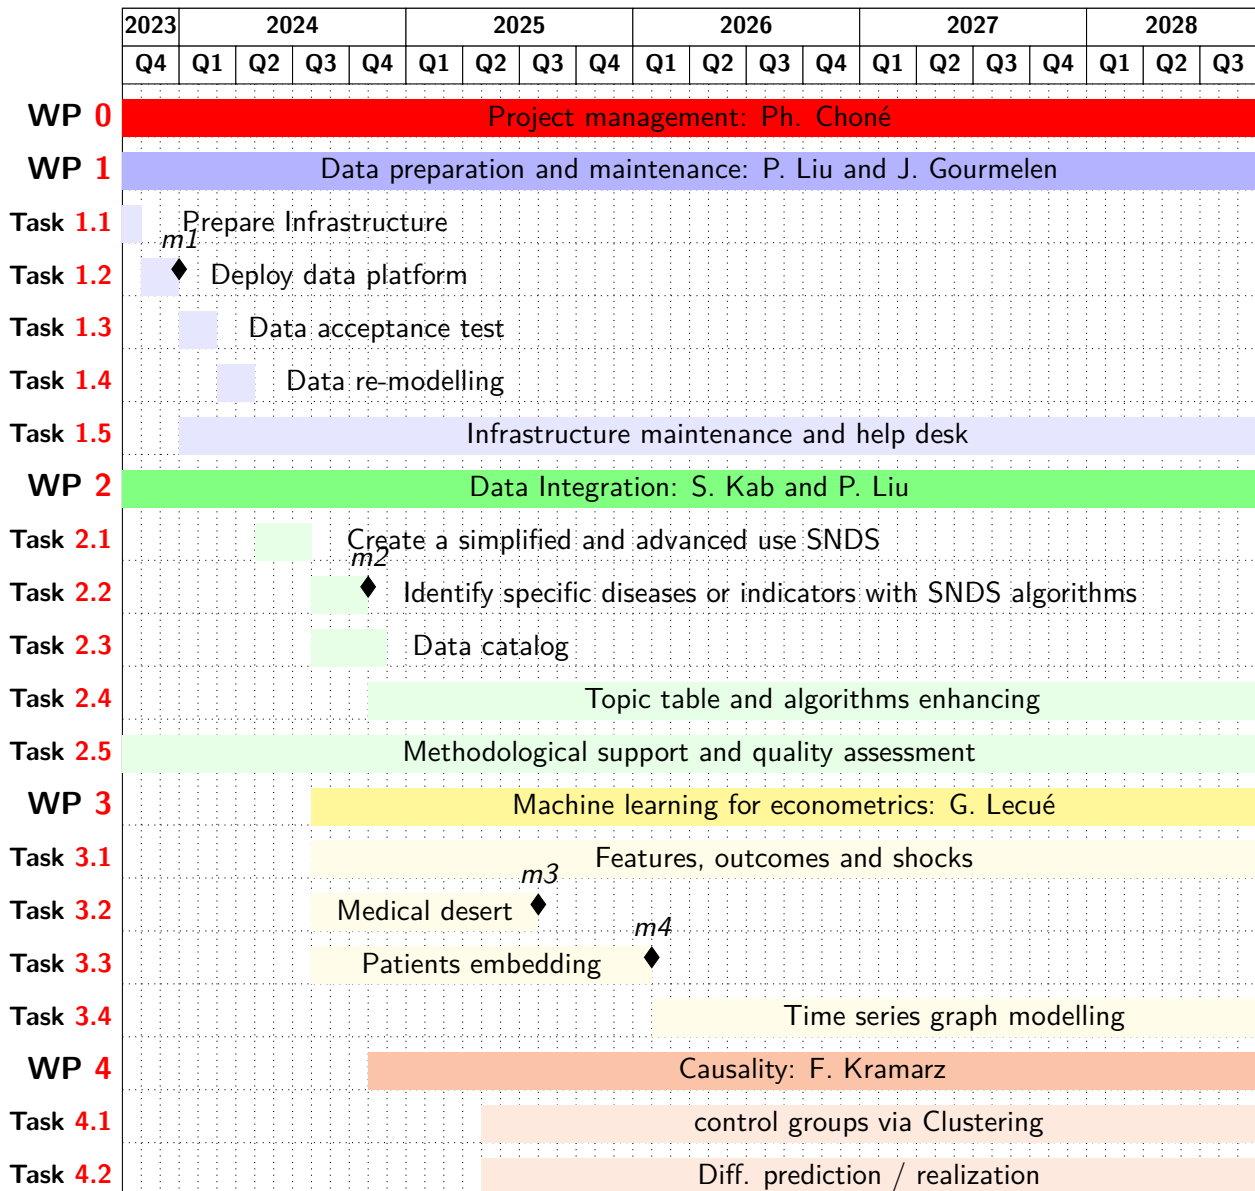 2023 2024 2025 2026 2027 2028
Q4 Q1 Q2 Q3 Q4 Q1 Q2 Q3 Q4 Q1 Q2 Q3 Q4 Q1 Q2 Q3 Q4 Q1 Q2 Q3
WP 0 Project management: Ph. Choné
WP 1 Data preparation and maintenance: P. Liu and J. Gourmelen
Task 1.1 Prepare Infrastructure
m1
Task 1.2 Deploy data platform
Task 1.3 Data acceptance test
Task 1.4 Data re-modelling
Task 1.5 Infrastructure maintenance and help desk
WP 2 Data Integration: S. Kab and P. Liu
Task 2.1 Create a simplified and advanced use SNDS
m2
Task 2.2 Identify specific diseases or indicators with SNDS algorithms
Task 2.3 Data catalog
Task 2.4 Topic table and algorithms enhancing
Task 2.5 Methodological support and quality assessment
WP 3 Machine learning for econometrics: G. Lecué
Task 3.1 Features, outcomes and shocks
m3
Task 3.2 Medical desert
m4
Task 3.3 Patients embedding
Task 3.4 Time series graph modelling
WP 4 Causality: F. Kramarz
Task 4.1 control groups via Clustering
Task 4.2 Diff. prediction / realization